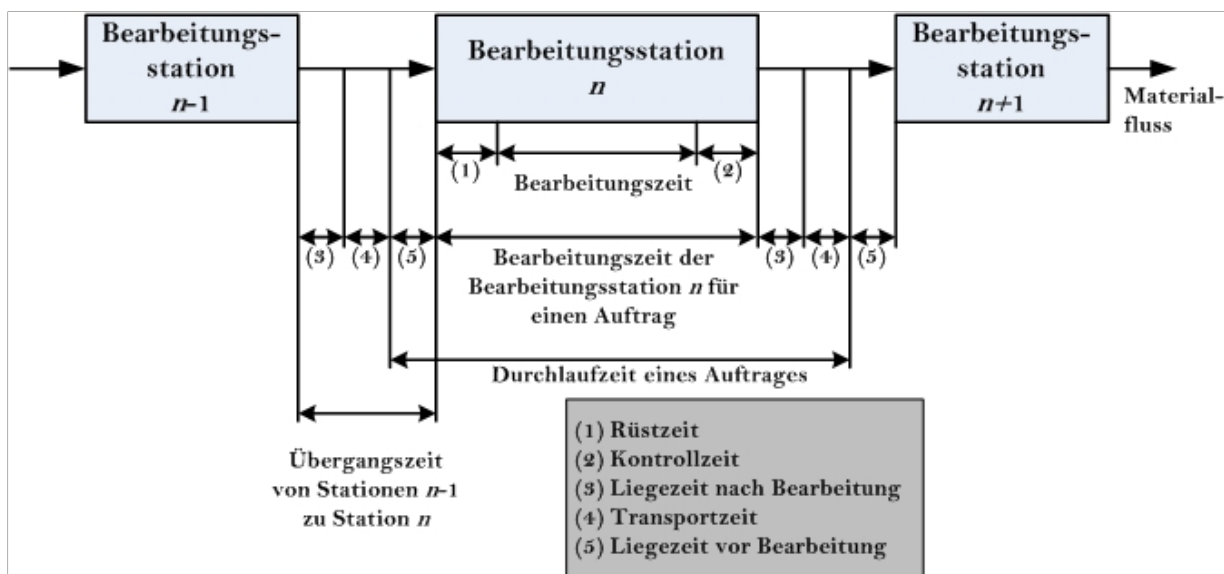 Bearbeitungs-
station
n-1
Bearbeitungsstation
n
Bearbeitungs-
station
n+1
Material-
fluss
(1)
(2)
Bearbeitungszeit
(3)
(4)
(5)
Bearbeitungszeit der
Bearbeitungsstation n für
einen Auftrag
(3)
(4)
(5)
Durchlaufzeit eines Auftrages
Übergangszeit
von Stationen n-1
zu Station n
(1) Rüstzeit
(2) Kontrollzeit
(3) Liegezeit nach Bearbeitung
(4) Transportzeit
(5) Liegezeit vor Bearbeitung